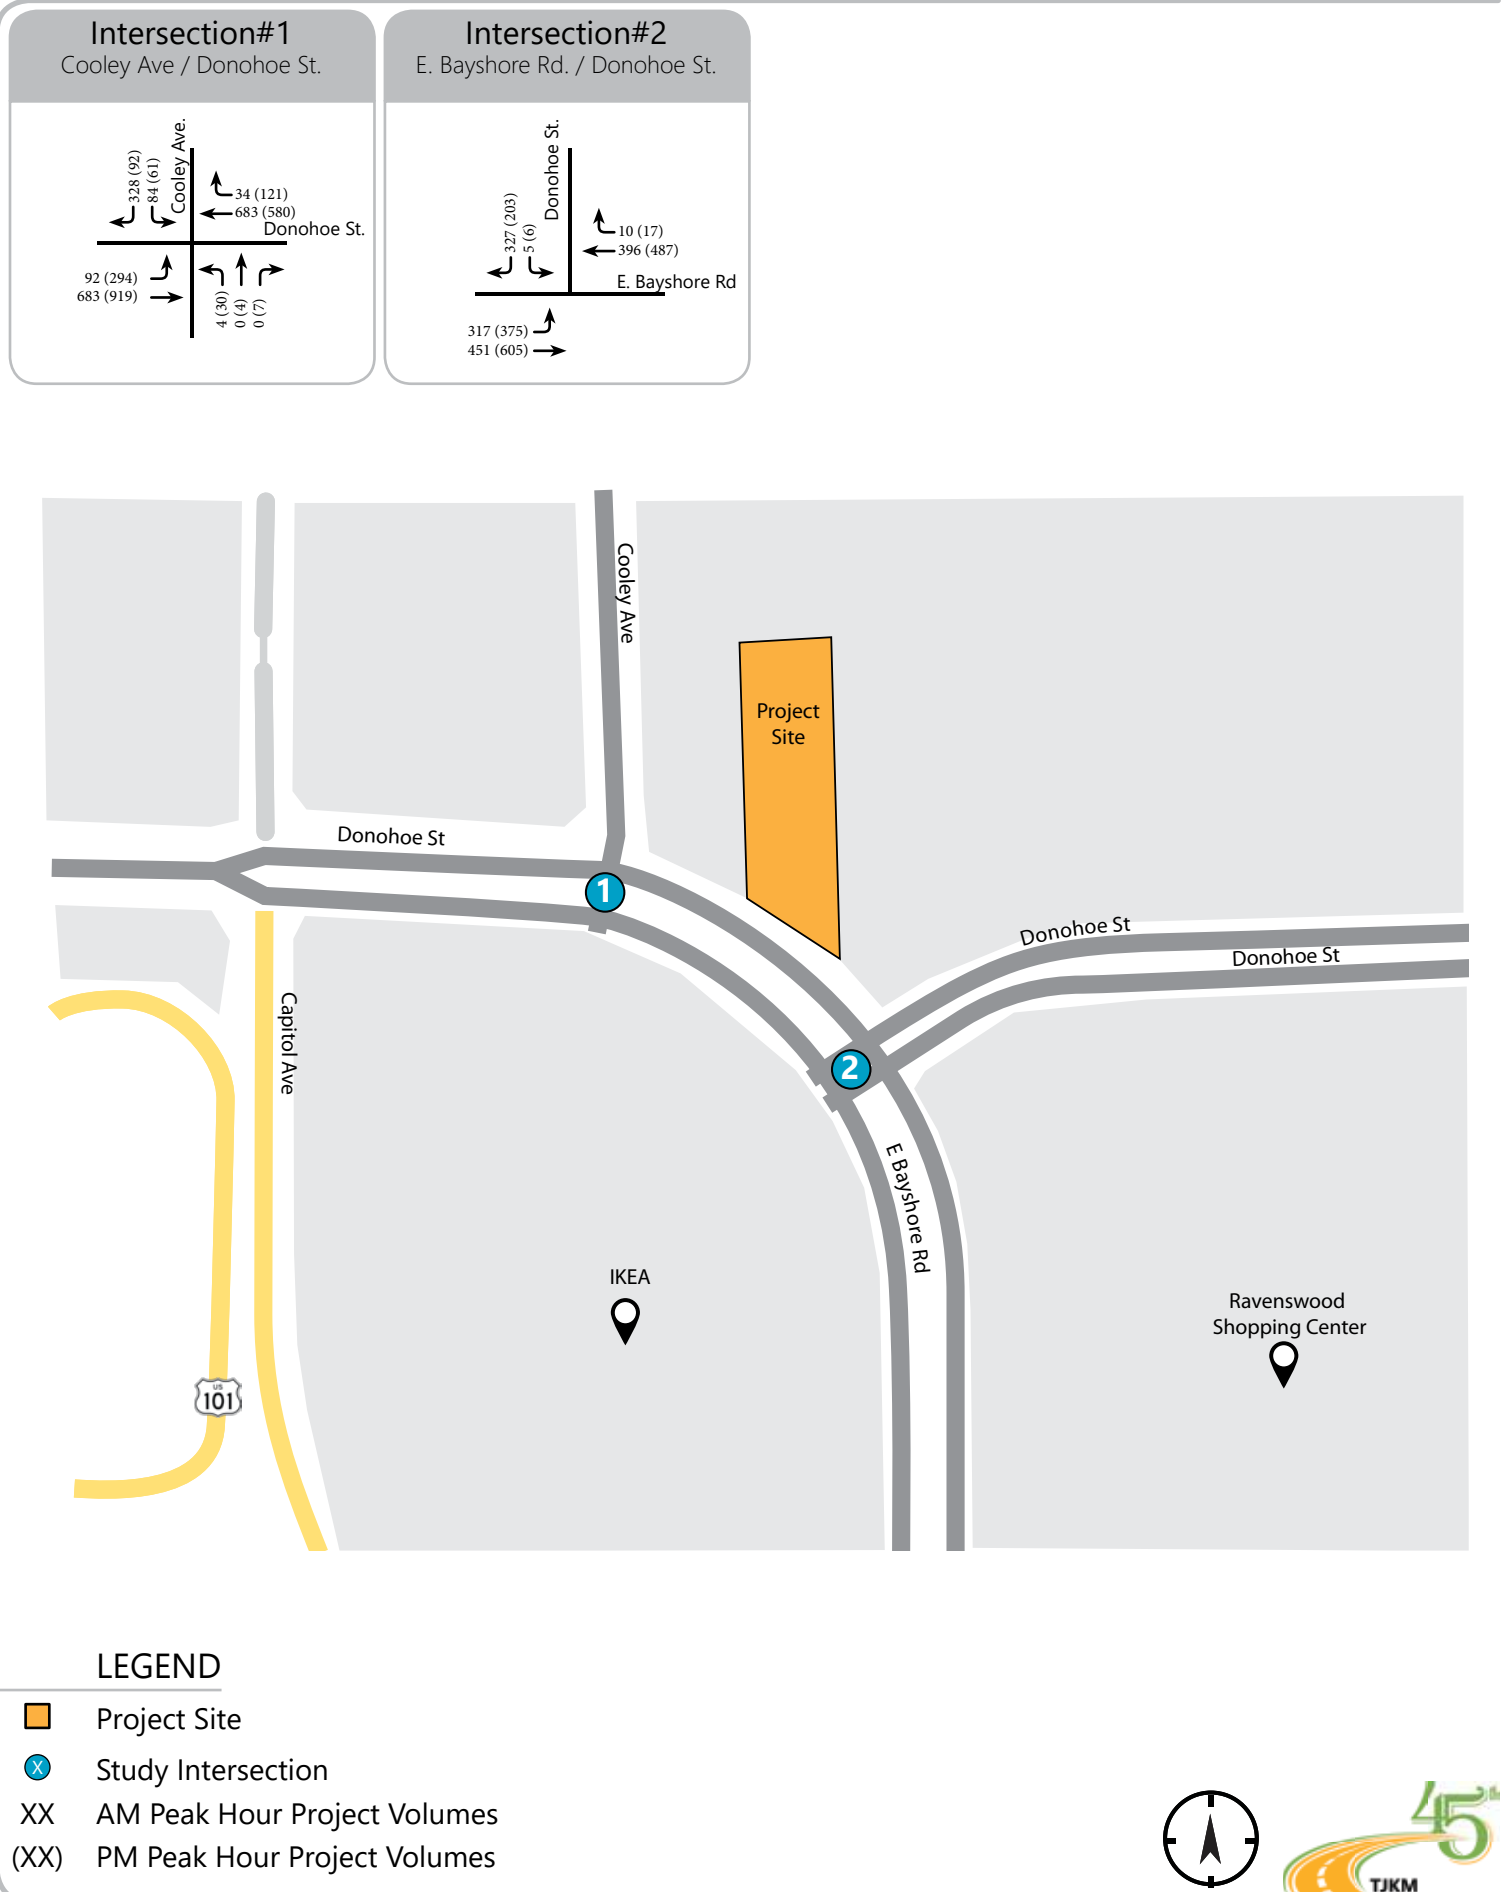 Intersection#1
Cooley Ave / Donohoe St.
Cooley Ave.
328 (92)
84 (61)
34 (121)
683 (580)
Donohoe St.
92 (294)
683 (919)
4 (30)
0 (4)
0 (7)
Intersection#2
E. Bayshore Rd. / Donohoe St.
Donohoe St.
327 (203)
5 (6)
10 (17)
396 (487)
E. Bayshore Rd
317 (375)
451 (605)
Cooley Ave
Project
Site
Donohoe St
1
Donohoe St
Donohoe St
Capitol Ave
2
E Bayshore Rd
IKEA
Ravenswood
Shopping Center
US
101
LEGEND
Project Site
X
Study Intersection
XX
AM Peak Hour Project Volumes
(XX)
PM Peak Hour Project Volumes
45
TJKM